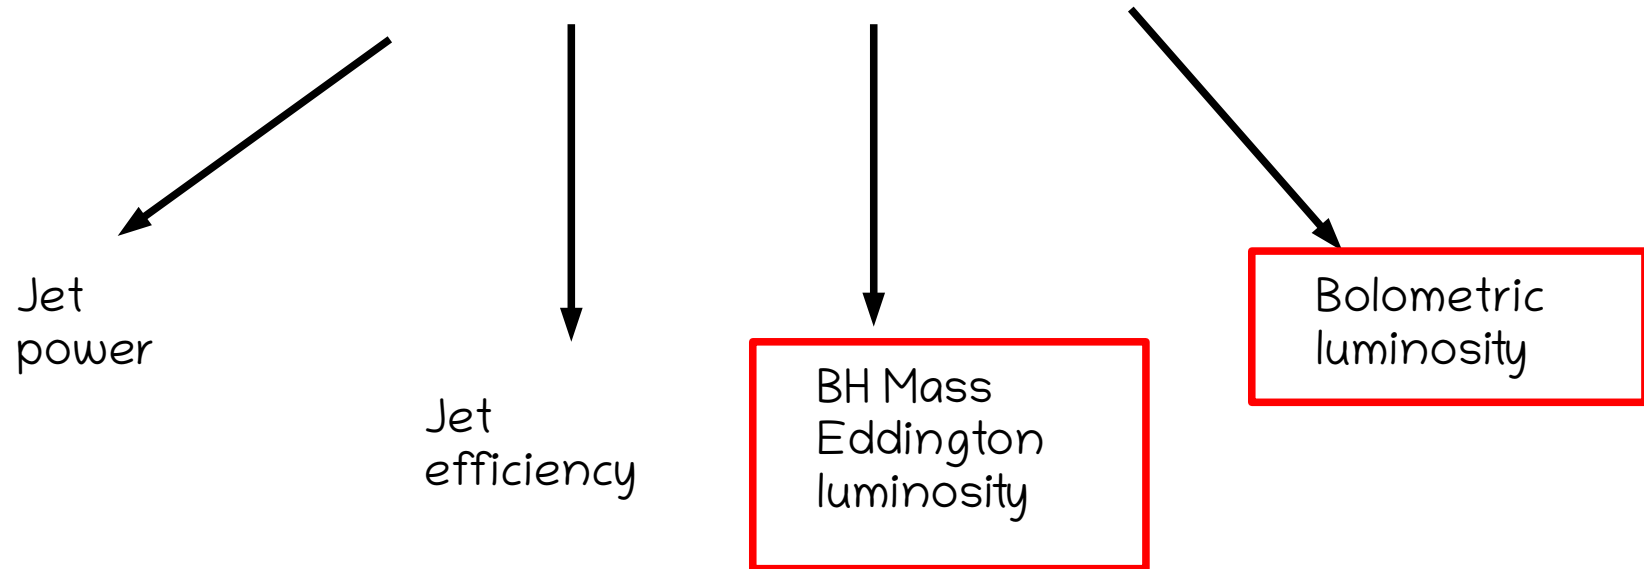 Jet
power
Jet
efficiency
BH Mass
Eddington
luminosity
Bolometric
luminosity